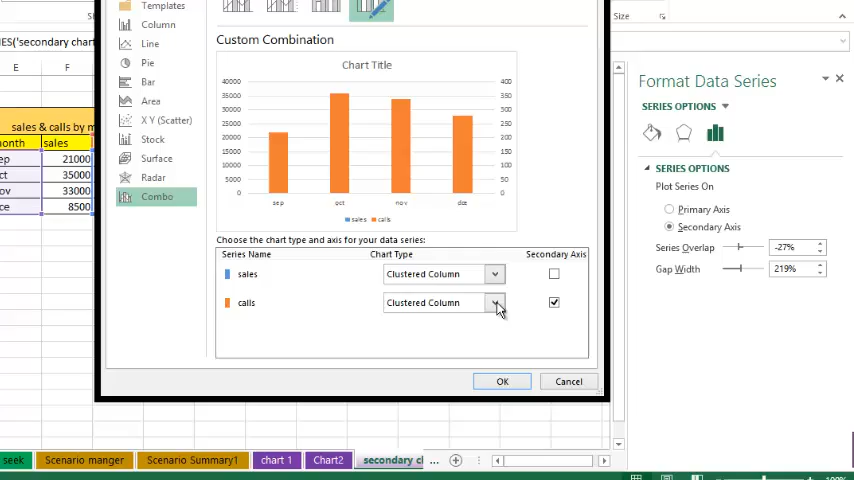 Templates
Column
Line
Pie
Bar
Area
X Y (Scatter)
Stock
Surface
Radar
Combo
Custom Combination
Chart Title
40000
35000
30000
25000
20000
15000
10000
5000
0
400
350
300
250
200
150
100
50
0
sep oct nov dce
sales calls
Choose the chart type and axis for your data series:
Series Name Chart Type Secondary Axis
sales Clustered Column
calls Clustered Column
OK Cancel
Size
IES('secondary chart
E F
sales & calls by m
month sales
ep 21000
ct 35000
ov 33000
ce 8500
Format Data Series
SERIES OPTIONS
SERIES OPTIONS
Plot Series On
Primary Axis
Secondary Axis
Series Overlap -27%
Gap Width 219%
seek Scenario manger Scenario Summary1 chart 1 Chart2 secondary cl ...
100%